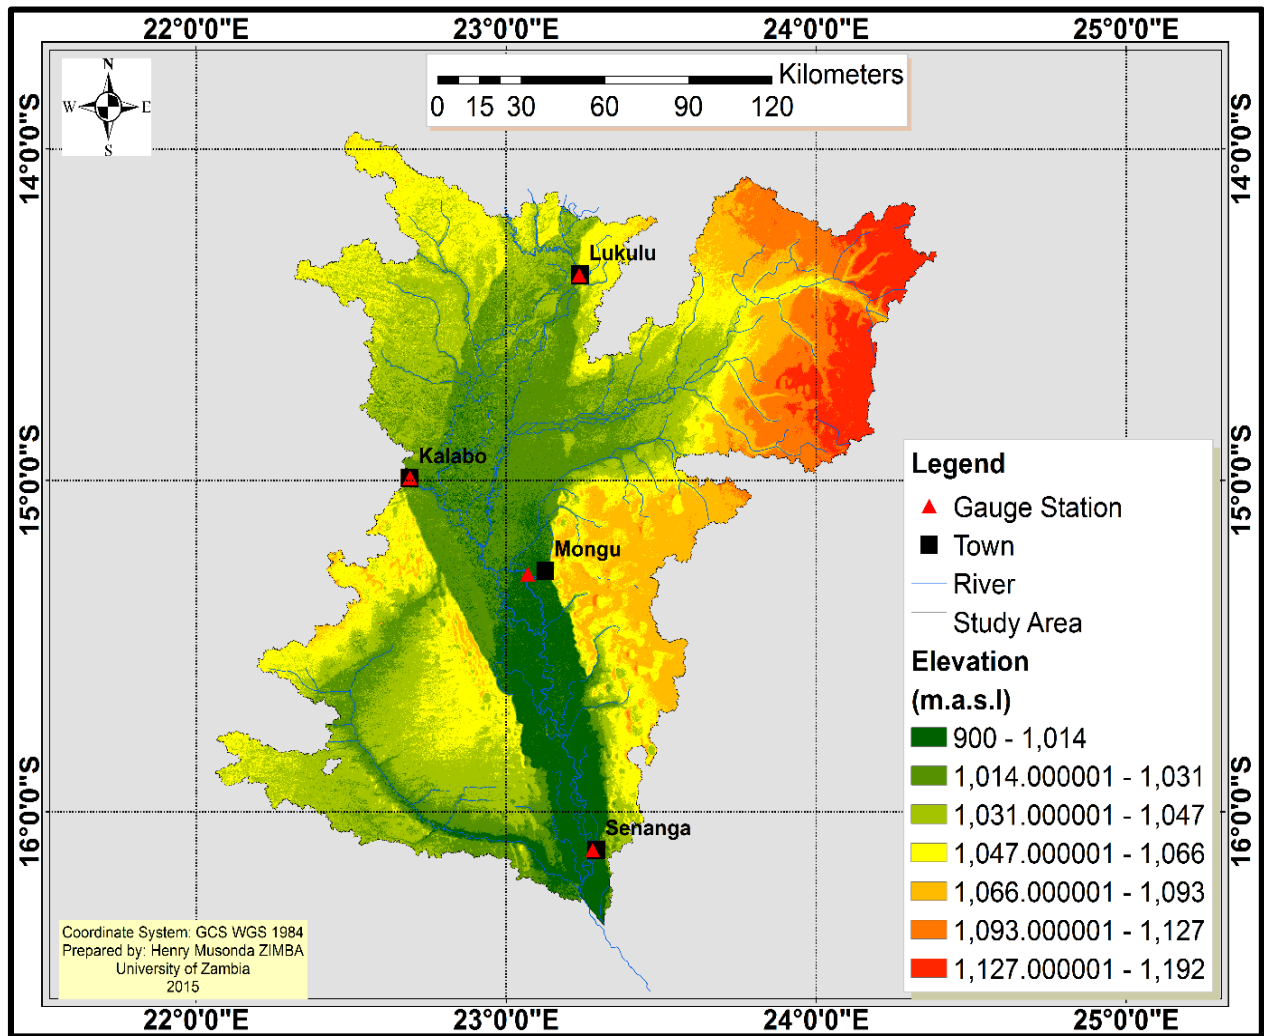 22°0'0"E 23°0'0"E 24°0'0"E 25°0'0"E
N
W E
S
Kilometers
0 15 30 60 90 120
14°0'0"S
14°0'0"S
Lukulu
Kalabo
15°0'0"S
15°0'0"S
Mongu
Senanga
16°0'0"S
16°0'0"S
Legend
Gauge Station
Town
River
Study Area
Elevation
(m.a.s.l)
900 - 1,014
1,014.000001 - 1,031
1,031.000001 - 1,047
1,047.000001 - 1,066
1,066.000001 - 1,093
1,093.000001 - 1,127
1,127.000001 - 1,192
Coordinate System: GCS WGS 1984
Prepared by: Henry Musonda ZIMBA
University of Zambia
2015
22°0'0"E 23°0'0"E 24°0'0"E 25°0'0"E